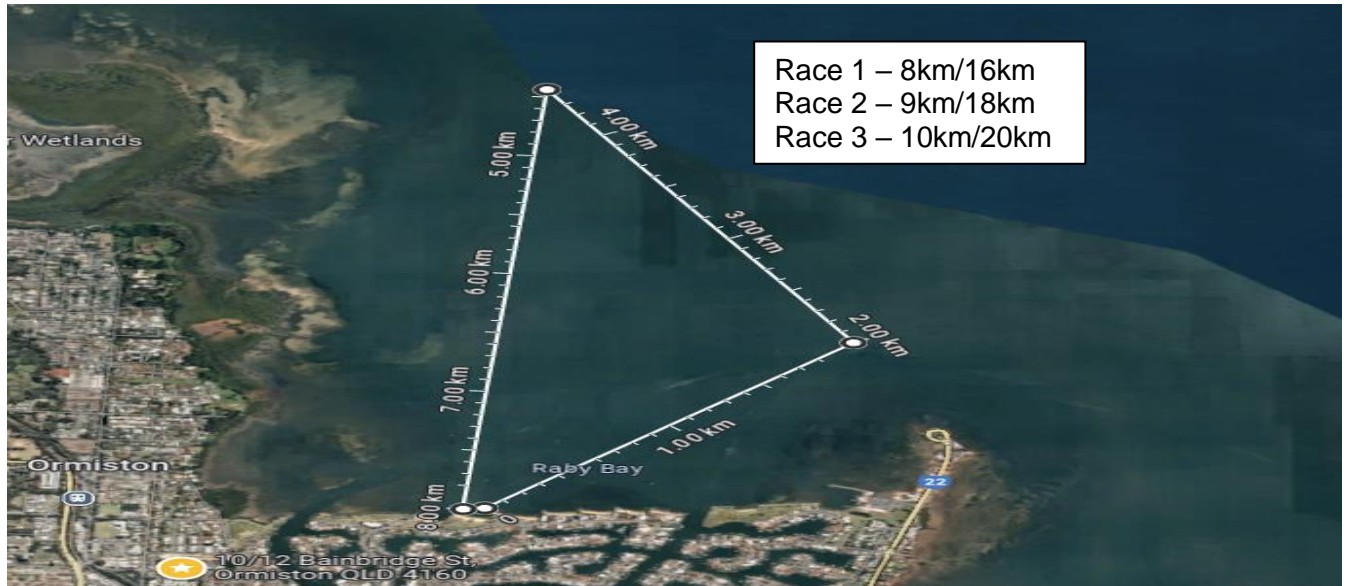 Race 1 – 8km/16km
Race 2 – 9km/18km
Race 3 – 10km/20km
r Wetlands
4.00 km
5.00 km
3.00 km
6.00 km
2.00 km
7.00 km
1.00 km
Raby Bay
Ormiston
22
8.00 km
0
10/12 Bainbridge St,
Ormiston QLD 4160